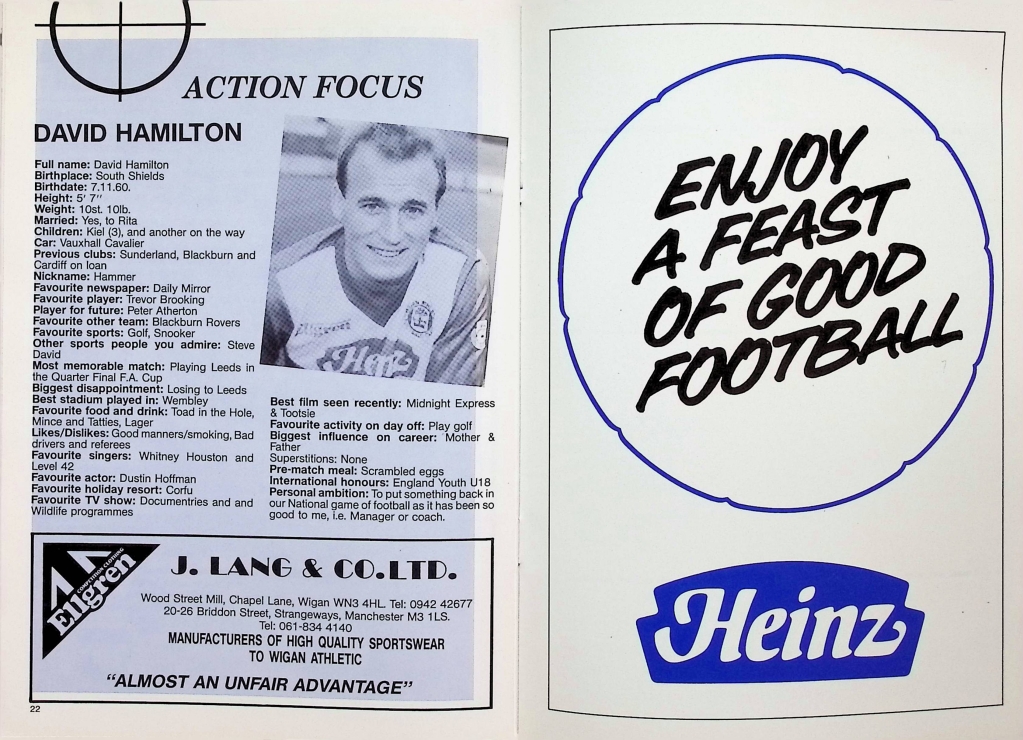 ACTION FOCUS
DAVID HAMILTON
Full name: David Hamilton
Birthplace: South Shields
Birthdate: 7.11.60.
Height: 5' 7''
Weight: 10st. 10lb.
Married: Yes, to Rita
Children: Kiel (3), and another on the way
Car: Vauxhall Cavalier
Previous clubs: Sunderland, Blackburn and
Cardiff on loan
Nickname: Hammer
Favourite newspaper: Daily Mirror
Favourite player: Trevor Brooking
Player for future: Peter Atherton
Favourite other team: Blackburn Rovers
Favourite sports: Golf, Snooker
Other sports people you admire: Steve
David
Most memorable match: Playing Leeds in
the Quarter Final F.A. Cup
Biggest disappointment: Losing to Leeds
Best stadium played in: Wembley
Favourite food and drink: Toad in the Hole,
Mince and Tatties, Lager
Likes/Dislikes: Good manners/smoking, Bad
drivers and referees
Favourite singers: Whitney Houston and
Level 42
Favourite actor: Dustin Hoffman
Favourite holiday resort: Corfu
Favourite TV show: Documentries and and
Wildlife programmes
Heinz
Best film seen recently: Midnight Express
& Tootsie
Favourite activity on day off: Play golf
Biggest influence on career: Mother &
Father
Superstitions: None
Pre-match meal: Scrambled eggs
International honours: England Youth U18
Personal ambition: To put something back in
our National game of football as it has been so
good to me, i.e. Manager or coach.
Ellgren
COMPETITION CLOTHING
J. LANG & CO.LTD.
Wood Street Mill, Chapel Lane, Wigan WN3 4HL. Tel: 0942 42677
20-26 Briddon Street, Strangeways, Manchester M3 1LS.
Tel: 061-834 4140
MANUFACTURERS OF HIGH QUALITY SPORTSWEAR
TO WIGAN ATHLETIC
"ALMOST AN UNFAIR ADVANTAGE"
22
ENJOY
A FEAST
OF GOOD
FOOTBALL
Heinz